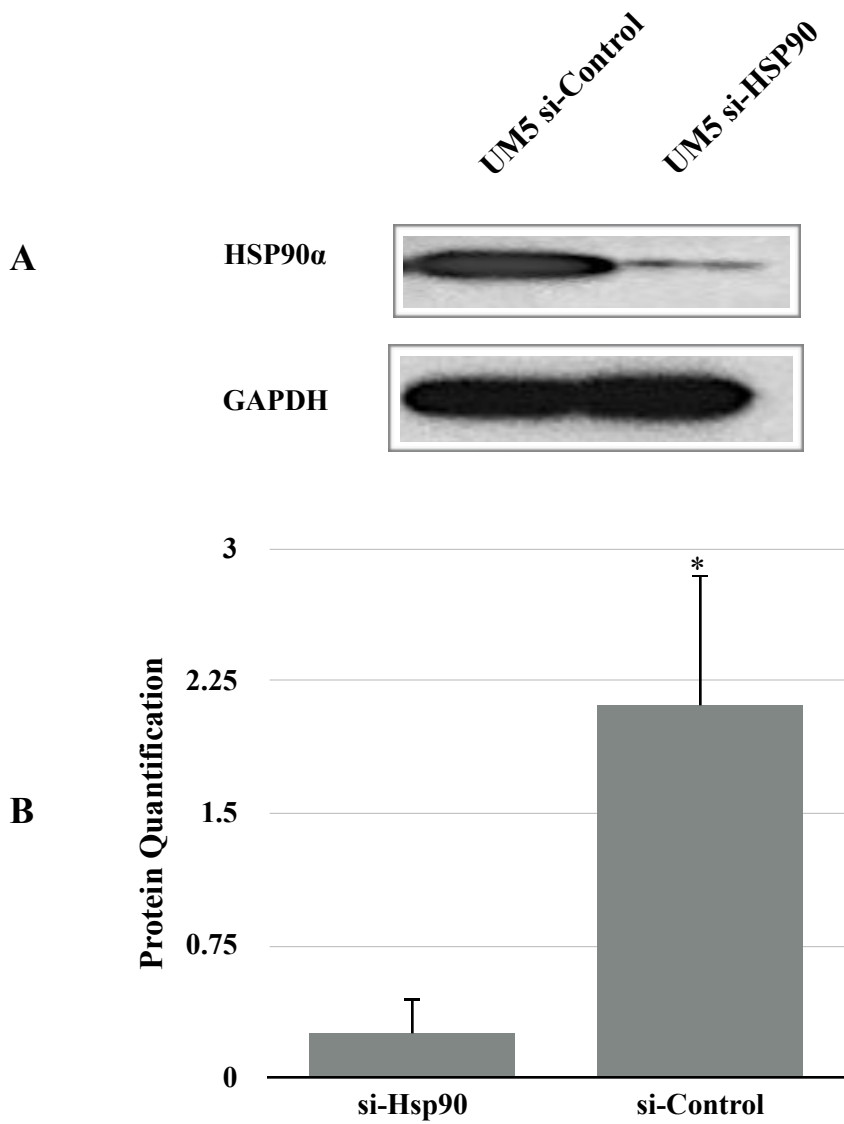 UM5 si-Control
UM5 si-HSP90
A
HSP90α
GAPDH
B
Protein Quantification
3
*
2.25
1.5
0.75
0
si-Hsp90
si-Control